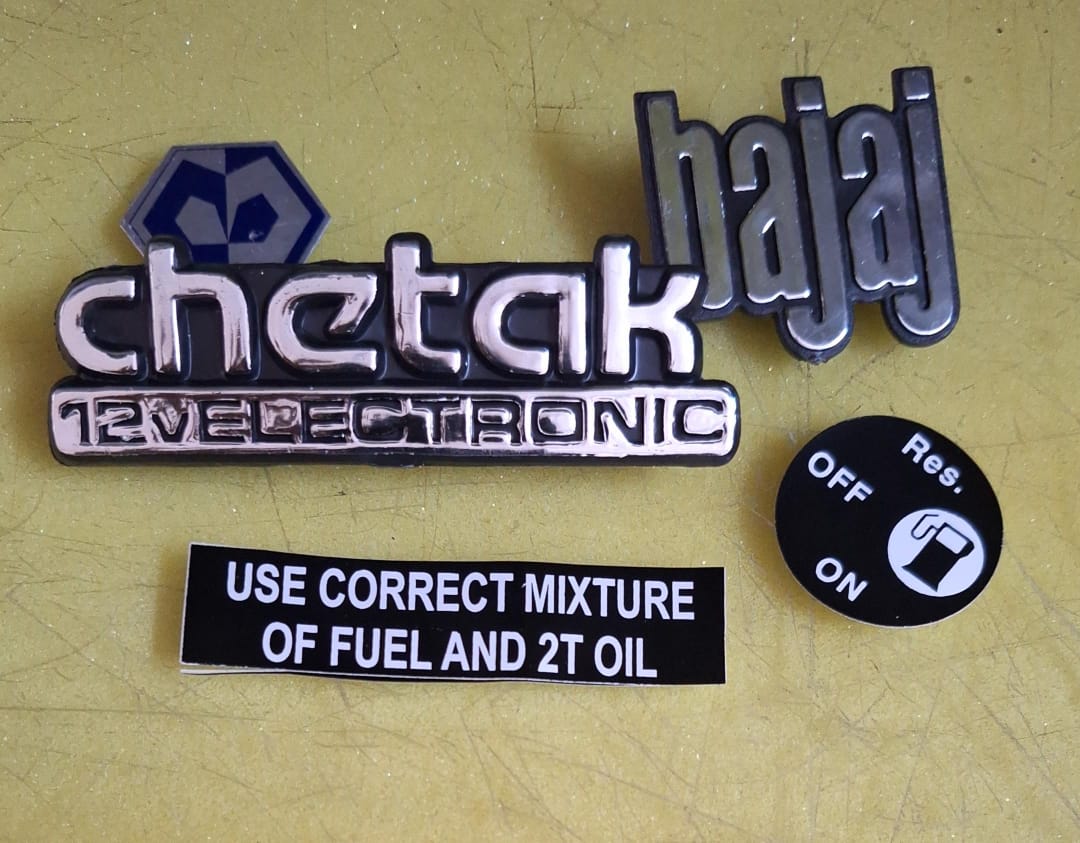 bajaj
chetak
12V ELECTRONIC
Res.
OFF
ON
USE CORRECT MIXTURE
OF FUEL AND 2T OIL